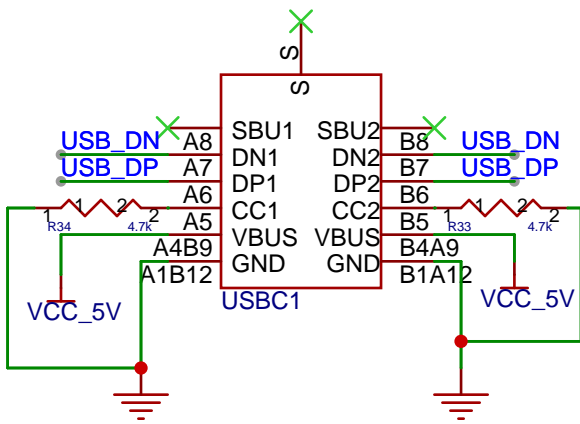 S
S
SBU1 SBU2
USB_DN A8 DN1 DN2 B8 USB_DN
USB_DP A7 DP1 DP2 B7 USB_DP
1 1 2 2 A6 CC1 CC2 B6 1 1 2 2
R34 4.7k A5 VBUS VBUS B5 R33 4.7k
A4B9 GND GND B4A9
A1B12 B1A12
VCC_5V USBC1 VCC_5V